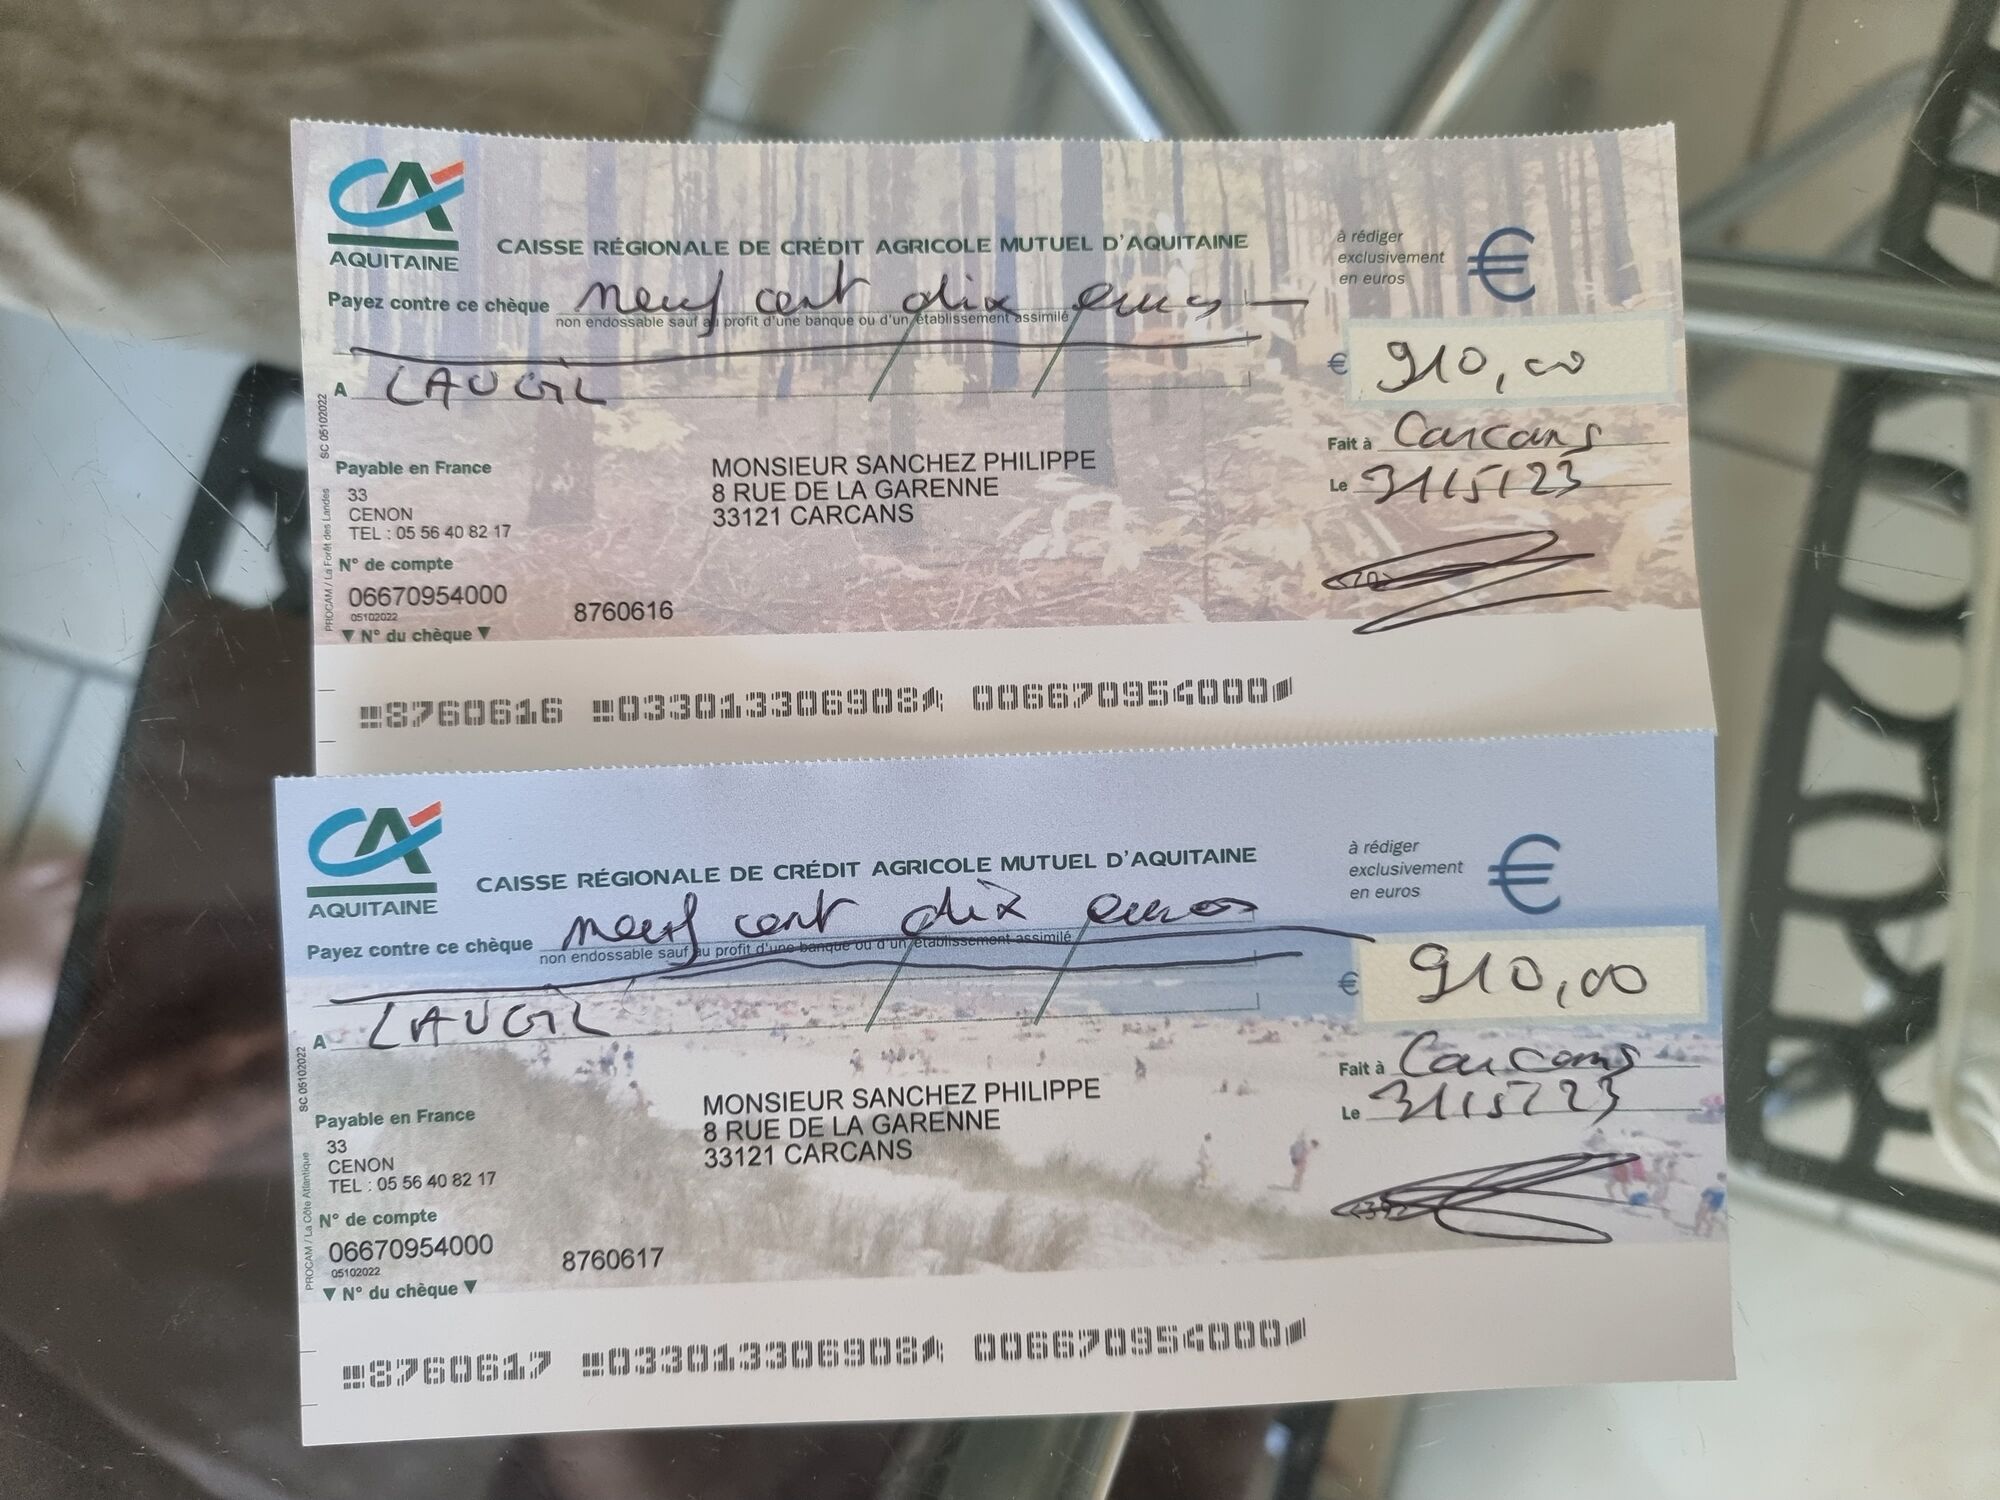 CA
AQUITAINE
CAISSE RÉGIONALE DE CRÉDIT AGRICOLE MUTUEL D'AQUITAINE
à rédiger
exclusivement
en euros
€
Payez contre ce chèque neuf cent dix euros
non endossable sauf au profit d'une banque ou d'un établissement assimilé
€ 910,00
A LAUGIL
Fait à Carcans
Le 31/5/23
SC 05102022
PROCAM / La Forêt des Landes
Payable en France
33
CENON
TEL : 05 56 40 82 17
MONSIEUR SANCHEZ PHILIPPE
8 RUE DE LA GARENNE
33121 CARCANS
N° de compte
06670954000
05102022
8760616
▼ N° du chèque ▼
8760616 033013306908 006670954000
CA
AQUITAINE
CAISSE RÉGIONALE DE CRÉDIT AGRICOLE MUTUEL D'AQUITAINE
à rédiger
exclusivement
en euros
€
Payez contre ce chèque neuf cent dix euros
non endossable sauf au profit d'une banque ou d'un établissement assimilé
€ 910,00
A LAUGIL
Fait à Carcans
Le 31/5/23
SC 05102022
PROCAM / La Côte Atlantique
Payable en France
33
CENON
TEL : 05 56 40 82 17
MONSIEUR SANCHEZ PHILIPPE
8 RUE DE LA GARENNE
33121 CARCANS
N° de compte
06670954000
05102022
8760617
▼ N° du chèque ▼
8760617 033013306908 006670954000